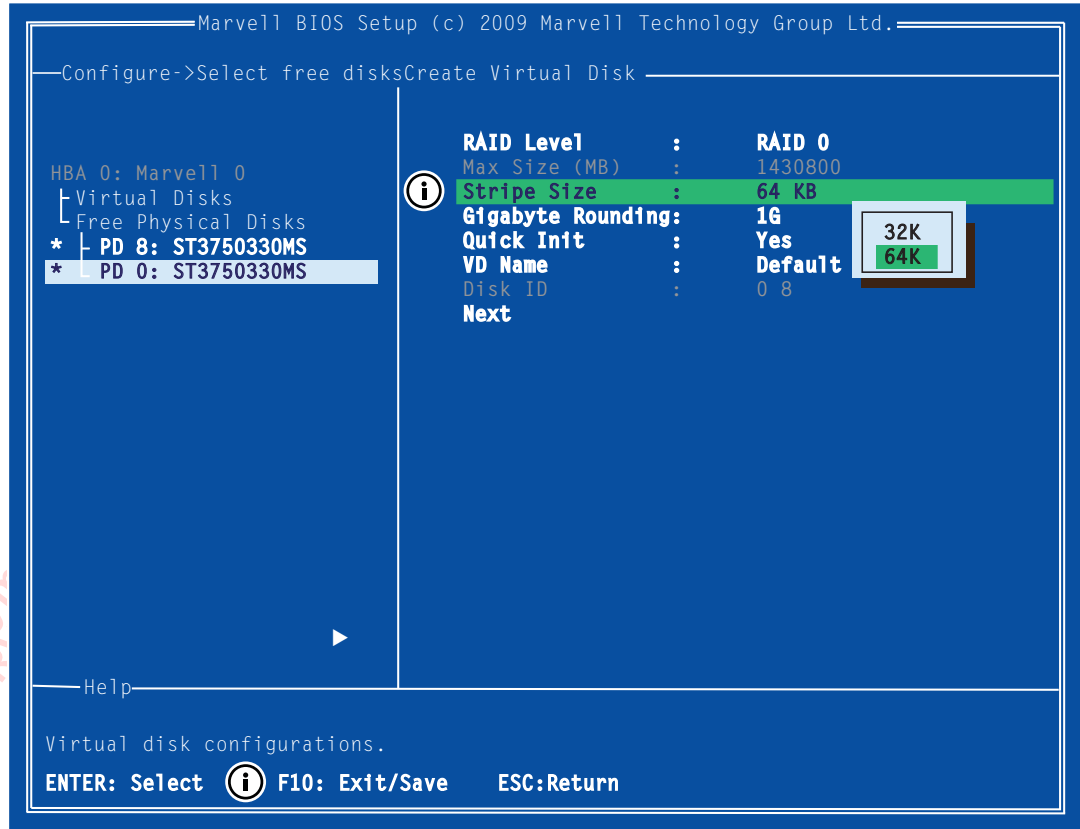 Marvell BIOS Setup (c) 2009 Marvell Technology Group Ltd.
Configure->Select free disksCreate Virtual Disk
HBA 0: Marvell 0
Virtual Disks
Free Physical Disks
* PD 8: ST3750330MS
* PD 0: ST3750330MS
RAID Level : RAID 0
Max Size (MB) : 1430800
Stripe Size : 64 KB
Gigabyte Rounding: 1G
Quick Init : Yes
VD Name : Default
Disk ID : 0 8
Next
32K
64K
Help
Virtual disk configurations.
ENTER: Select i F10: Exit/Save ESC:Return